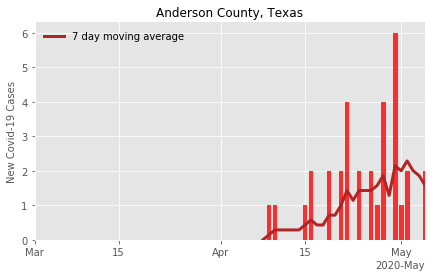 Anderson County, Texas
7 day moving average
New Covid-19 Cases
6
5
4
3
2
1
0
Mar
15
Apr
15
May
2020-May